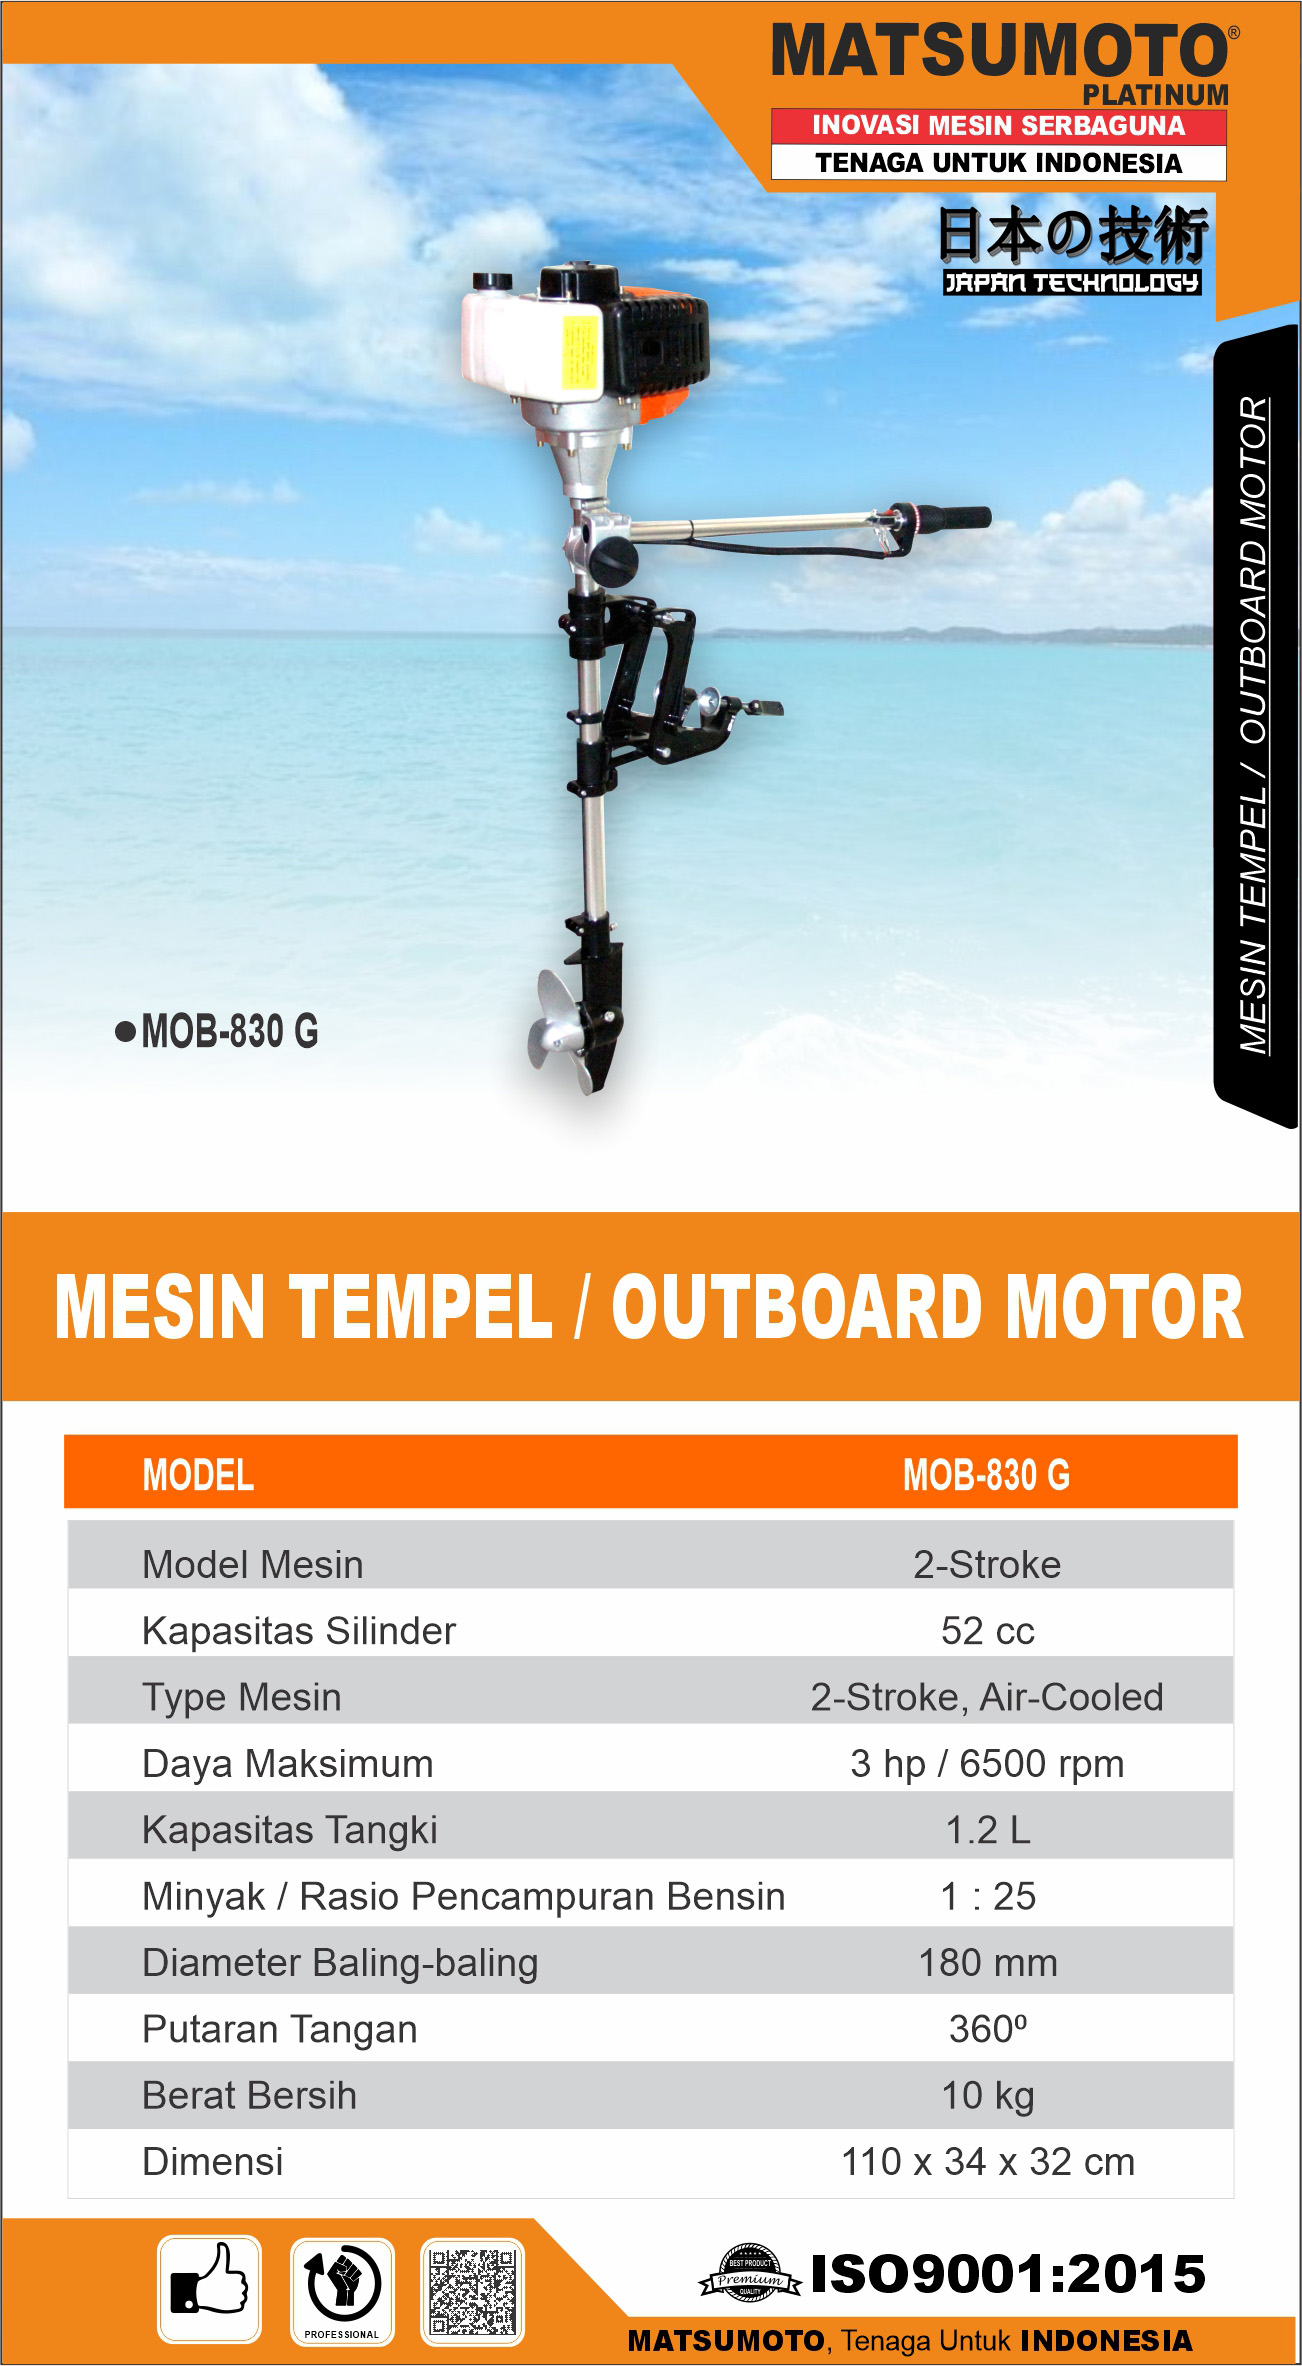 MATSUMOTO®
PLATINUM
INOVASI MESIN SERBAGUNA
TENAGA UNTUK INDONESIA
日本の技術
JAPAN TECHNOLOGY
MESIN TEMPEL / OUTBOARD MOTOR
●MOB-830 G
MESIN TEMPEL / OUTBOARD MOTOR
MODEL MOB-830 G
Model Mesin 2-Stroke
Kapasitas Silinder 52 cc
Type Mesin 2-Stroke, Air-Cooled
Daya Maksimum 3 hp / 6500 rpm
Kapasitas Tangki 1.2 L
Minyak / Rasio Pencampuran Bensin 1 : 25
Diameter Baling-baling 180 mm
Putaran Tangan 360º
Berat Bersih 10 kg
Dimensi 110 x 34 x 32 cm
PROFESSIONAL
BEST PRODUCT
Premium
QUALITY
ISO9001:2015
MATSUMOTO, Tenaga Untuk INDONESIA